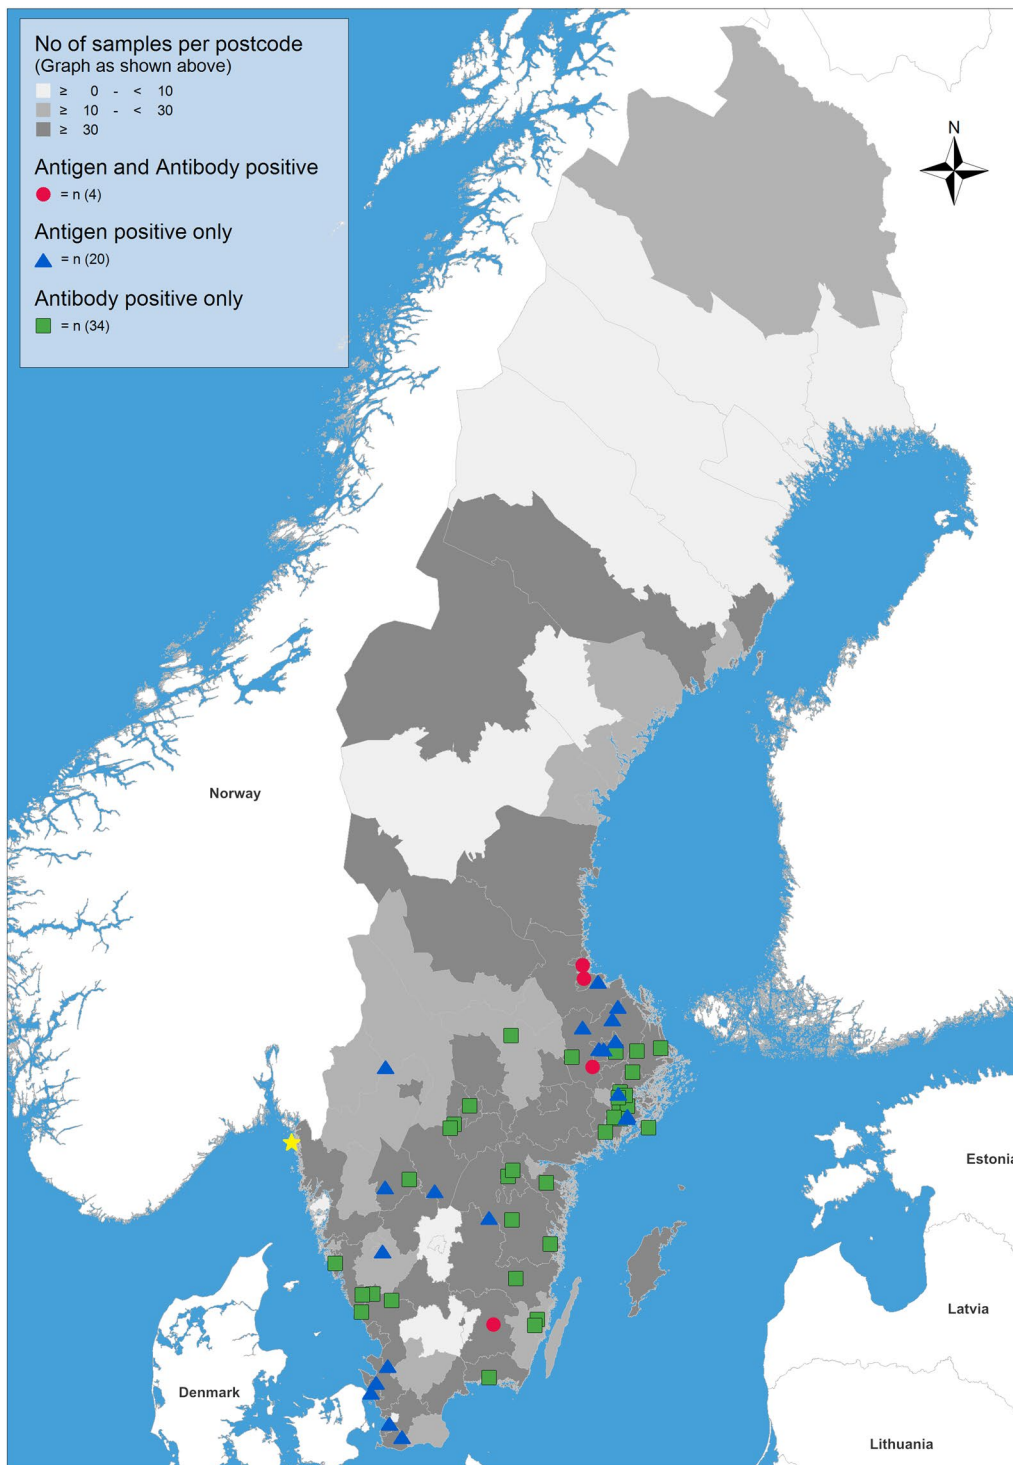 No of samples per postcode
(Graph as shown above)
≥ 0 - < 10
≥ 10 - < 30
≥ 30
Antigen and Antibody positive
= n (4)
Antigen positive only
= n (20)
Antibody positive only
= n (34)
N
Norway
Estonia
Latvia
Denmark
Lithuania